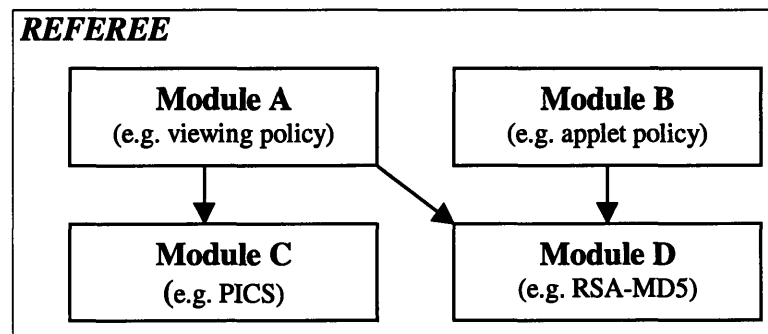 REFEREE
Module A
(e.g. viewing policy)
Module B
(e.g. applet policy)
Module C
(e.g. PICS)
Module D
(e.g. RSA-MD5)